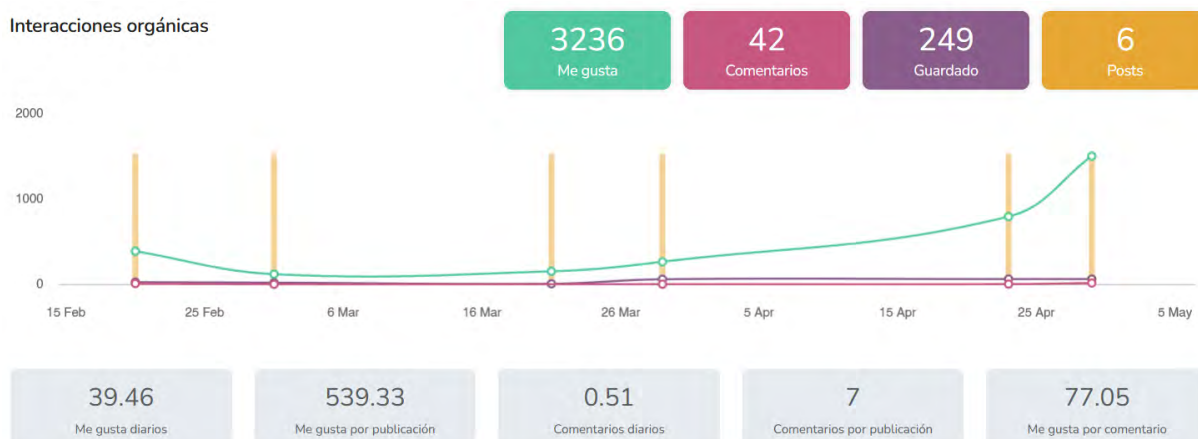 Interacciones orgánicas
3236
Me gusta
42
Comentarios
249
Guardado
6
Posts
2000
1000
0
15 Feb
25 Feb
6 Mar
16 Mar
26 Mar
5 Apr
15 Apr
25 Apr
5 May
39.46
Me gusta diarios
539.33
Me gusta por publicación
0.51
Comentarios diarios
7
Comentarios por publicación
77.05
Me gusta por comentario